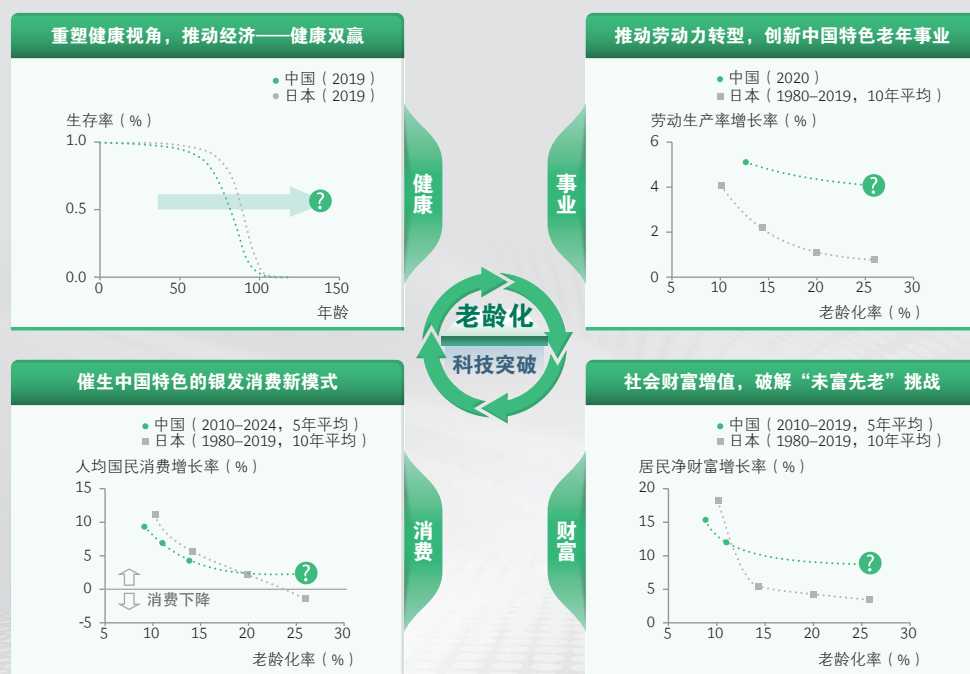 重塑健康视角，推动经济——健康双赢
中国（2019）
日本（2019）
生存率（%）
1.0
0.5
0.0
0
50
100
150
年龄
?
健康
推动劳动力转型，创新中国特色老年事业
中国（2020）
日本（1980–2019，10年平均）
劳动生产率增长率（%）
6
4
2
0
5
10
15
20
25
30
老龄化率（%）
?
事业
老龄化
科技突破
催生中国特色的银发消费新模式
中国（2010–2024，5年平均）
日本（1980–2019，10年平均）
人均国民消费增长率（%）
15
10
5
0
-5
消费下降
5
10
15
20
25
30
老龄化率（%）
?
消费
社会财富增值，破解“未富先老”挑战
中国（2010–2019，5年平均）
日本（1980–2019，10年平均）
居民净财富增长率（%）
20
15
10
5
0
5
10
15
20
25
30
老龄化率（%）
?
财富